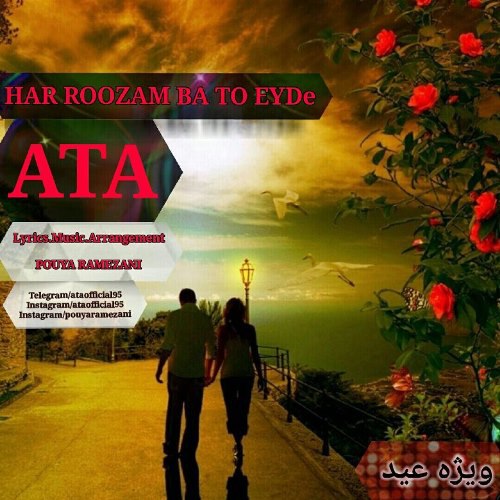 HAR ROOZAM BA TO EYDe
ATA
Lyrics.Music.Arrangement
POUYA RAMEZANI
Telegram/ataofficial95
Instagram/ataofficial95
Instagram/pouyaramezani
ویژه عید